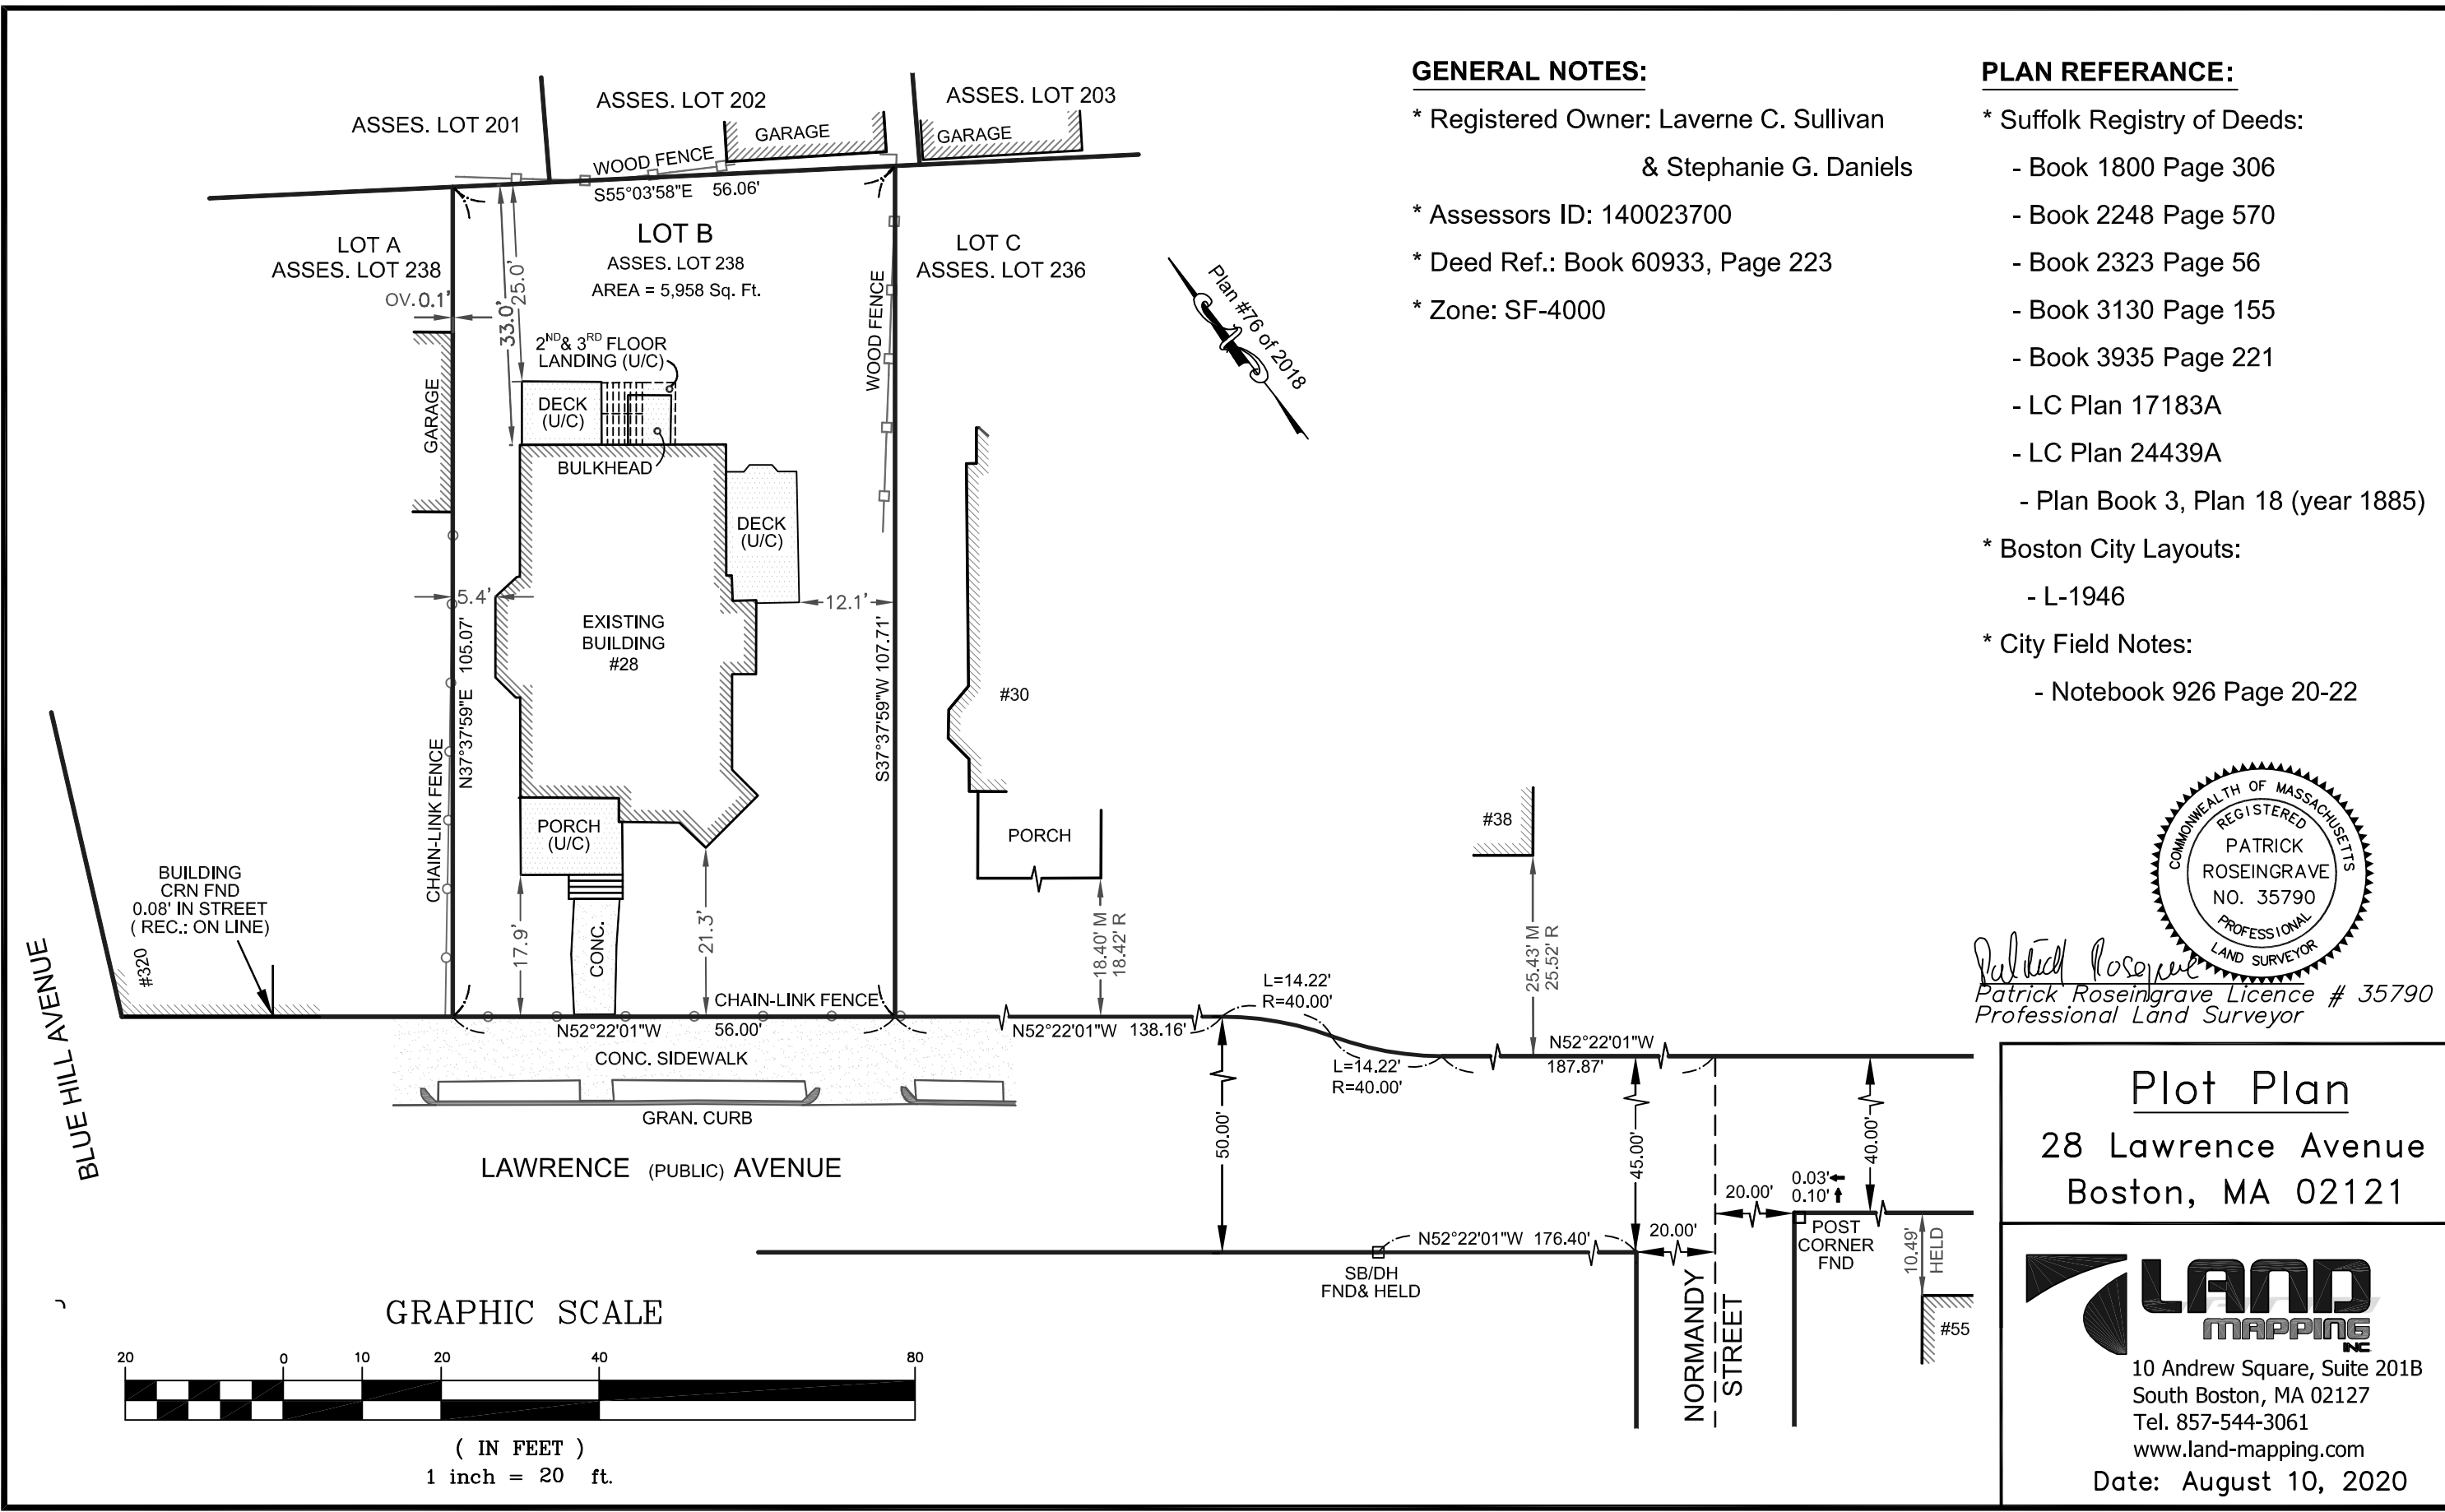 ASSES. LOT 201
ASSES. LOT 202
ASSES. LOT 203
GARAGE
GARAGE
WOOD FENCE
S55°03'58"E 56.06'
LOT A
ASSES. LOT 238
LOT B
ASSES. LOT 238
AREA = 5,958 Sq. Ft.
LOT C
ASSES. LOT 236
OV. 0.1'
33.0'
25.0'
WOOD FENCE
2ND & 3RD FLOOR
LANDING (U/C)
GARAGE
DECK
(U/C)
BULKHEAD
DECK
(U/C)
5.4'
12.1'
EXISTING
BUILDING
#28
N37°37'59"E 105.07'
S37°37'59"W 107.71'
CHAIN-LINK FENCE
#30
PORCH
(U/C)
PORCH
#38
BUILDING
CRN FND
0.08' IN STREET
( REC.: ON LINE)
#320
17.9'
CONC.
21.3'
18.40' M
18.42' R
25.43' M
25.52' R
CHAIN-LINK FENCE
N52°22'01"W 56.00'
N52°22'01"W 138.16'
L=14.22'
R=40.00'
L=14.22'
R=40.00'
N52°22'01"W
187.87'
CONC. SIDEWALK
GRAN. CURB
BLUE HILL AVENUE
LAWRENCE (PUBLIC) AVENUE
50.00'
45.00'
40.00'
20.00'
0.03'
0.10'
POST
CORNER
FND
N52°22'01"W 176.40'
20.00'
SB/DH
FND& HELD
10.49'
HELD
#55
NORMANDY
STREET
Plan #76 of 2018
GRAPHIC SCALE
20 0 10 20 40 80
( IN FEET )
1 inch = 20 ft.
GENERAL NOTES:
* Registered Owner: Laverne C. Sullivan
& Stephanie G. Daniels
* Assessors ID: 140023700
* Deed Ref.: Book 60933, Page 223
* Zone: SF-4000
PLAN REFERANCE:
* Suffolk Registry of Deeds:
- Book 1800 Page 306
- Book 2248 Page 570
- Book 2323 Page 56
- Book 3130 Page 155
- Book 3935 Page 221
- LC Plan 17183A
- LC Plan 24439A
- Plan Book 3, Plan 18 (year 1885)
* Boston City Layouts:
- L-1946
* City Field Notes:
- Notebook 926 Page 20-22
COMMONWEALTH OF MASSACHUSETTS
REGISTERED
PATRICK
ROSEINGRAVE
NO. 35790
PROFESSIONAL
LAND SURVEYOR
Patrick Roseingrave Licence # 35790
Professional Land Surveyor
Plot Plan
28 Lawrence Avenue
Boston, MA 02121
LAND
MAPPING
INC
10 Andrew Square, Suite 201B
South Boston, MA 02127
Tel. 857-544-3061
www.land-mapping.com
Date: August 10, 2020